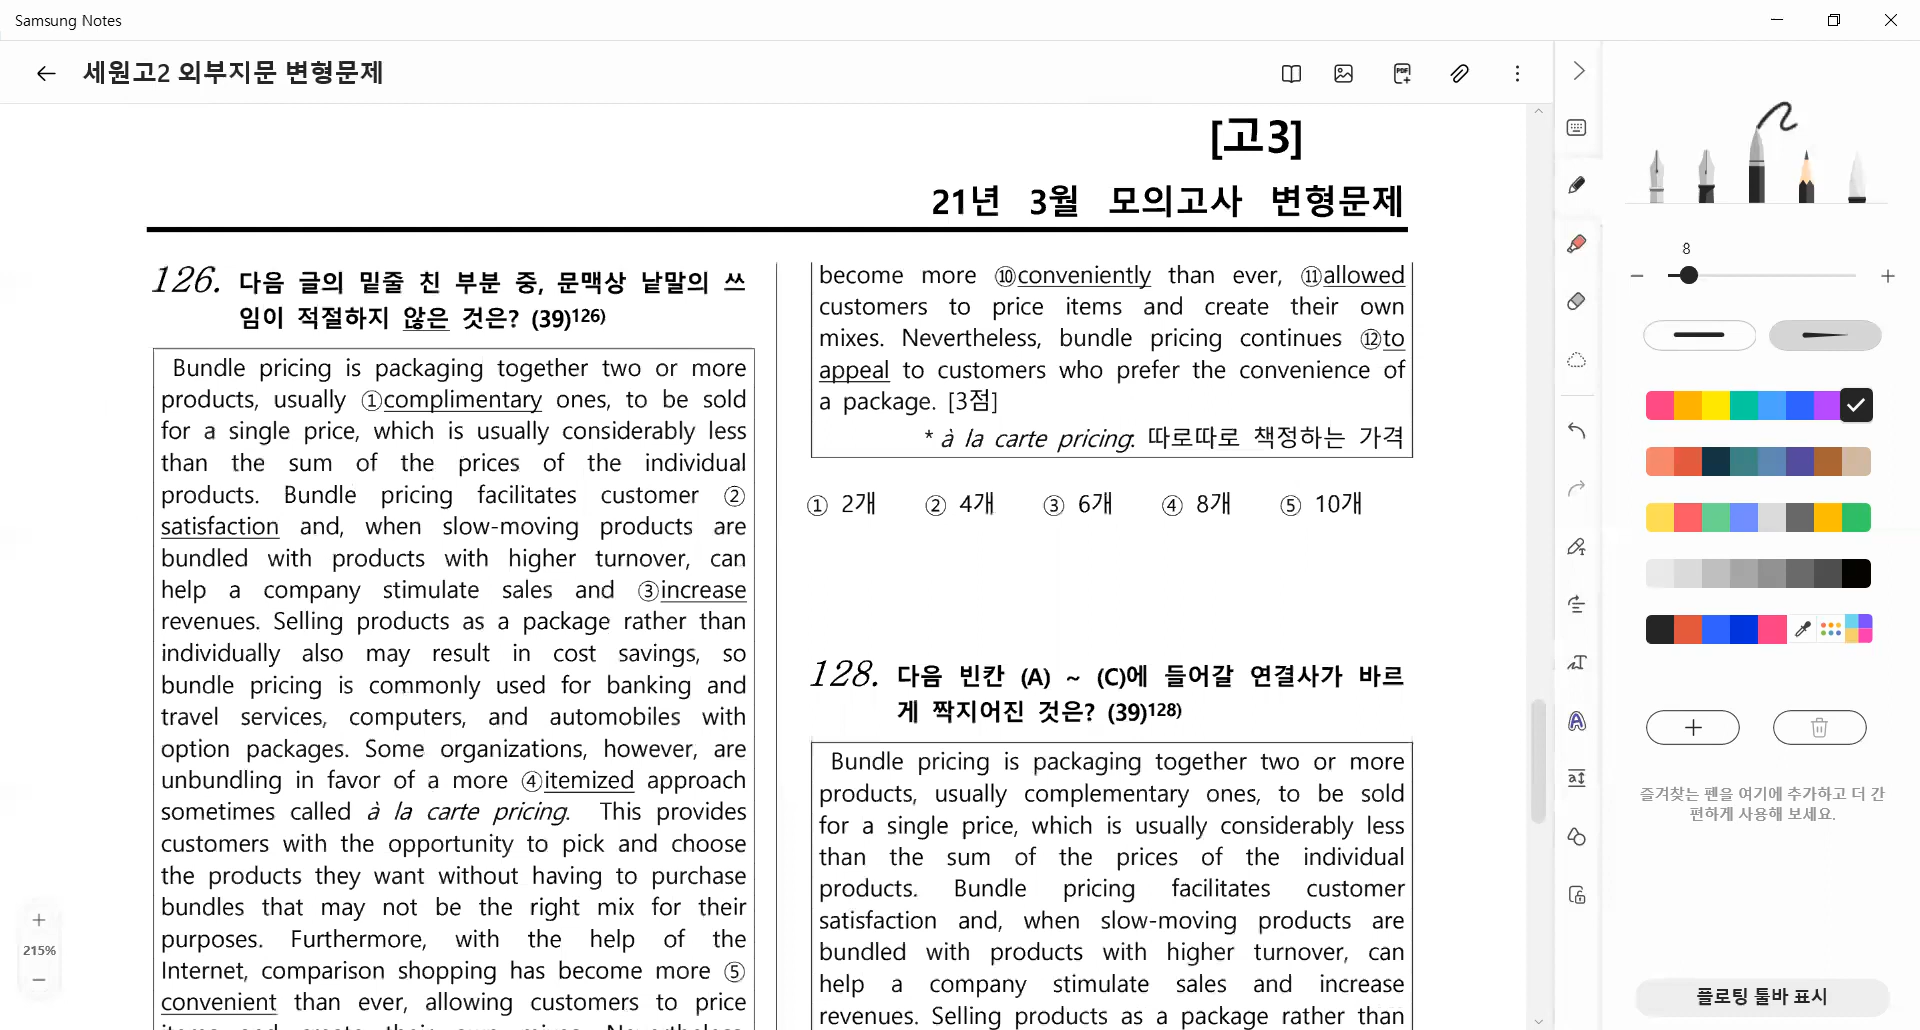 Samsung Notes
세원고2 외부지문 변형문제
[고3]
21년 3월 모의고사 변형문제
126. 다음 글의 밑줄 친 부분 중, 문맥상 낱말의 쓰
임이 적절하지 않은 것은? (39)126)
Bundle pricing is packaging together two or more
products, usually ①complimentary ones, to be sold
for a single price, which is usually considerably less
than the sum of the prices of the individual
products. Bundle pricing facilitates customer ②
satisfaction and, when slow-moving products are
bundled with products with higher turnover, can
help a company stimulate sales and ③increase
revenues. Selling products as a package rather than
individually also may result in cost savings, so
bundle pricing is commonly used for banking and
travel services, computers, and automobiles with
option packages. Some organizations, however, are
unbundling in favor of a more ④itemized approach
sometimes called à la carte pricing. This provides
customers with the opportunity to pick and choose
the products they want without having to purchase
bundles that may not be the right mix for their
purposes. Furthermore, with the help of the
Internet, comparison shopping has become more ⑤
convenient than ever, allowing customers to price
items and create their own mixes. Nevertheless,
become more ⑩conveniently than ever, ⑪allowed
customers to price items and create their own
mixes. Nevertheless, bundle pricing continues ⑫to
appeal to customers who prefer the convenience of
a package. [3점]
* à la carte pricing: 따로따로 책정하는 가격
① 2개 ② 4개 ③ 6개 ④ 8개 ⑤ 10개
128. 다음 빈칸 (A) ~ (C)에 들어갈 연결사가 바르
게 짝지어진 것은? (39)128)
Bundle pricing is packaging together two or more
products, usually complementary ones, to be sold
for a single price, which is usually considerably less
than the sum of the prices of the individual
products. Bundle pricing facilitates customer
satisfaction and, when slow-moving products are
bundled with products with higher turnover, can
help a company stimulate sales and increase
revenues. Selling products as a package rather than
215%
8
즐겨찾는 펜을 여기에 추가하고 더 간
편하게 사용해 보세요.
플로팅 툴바 표시